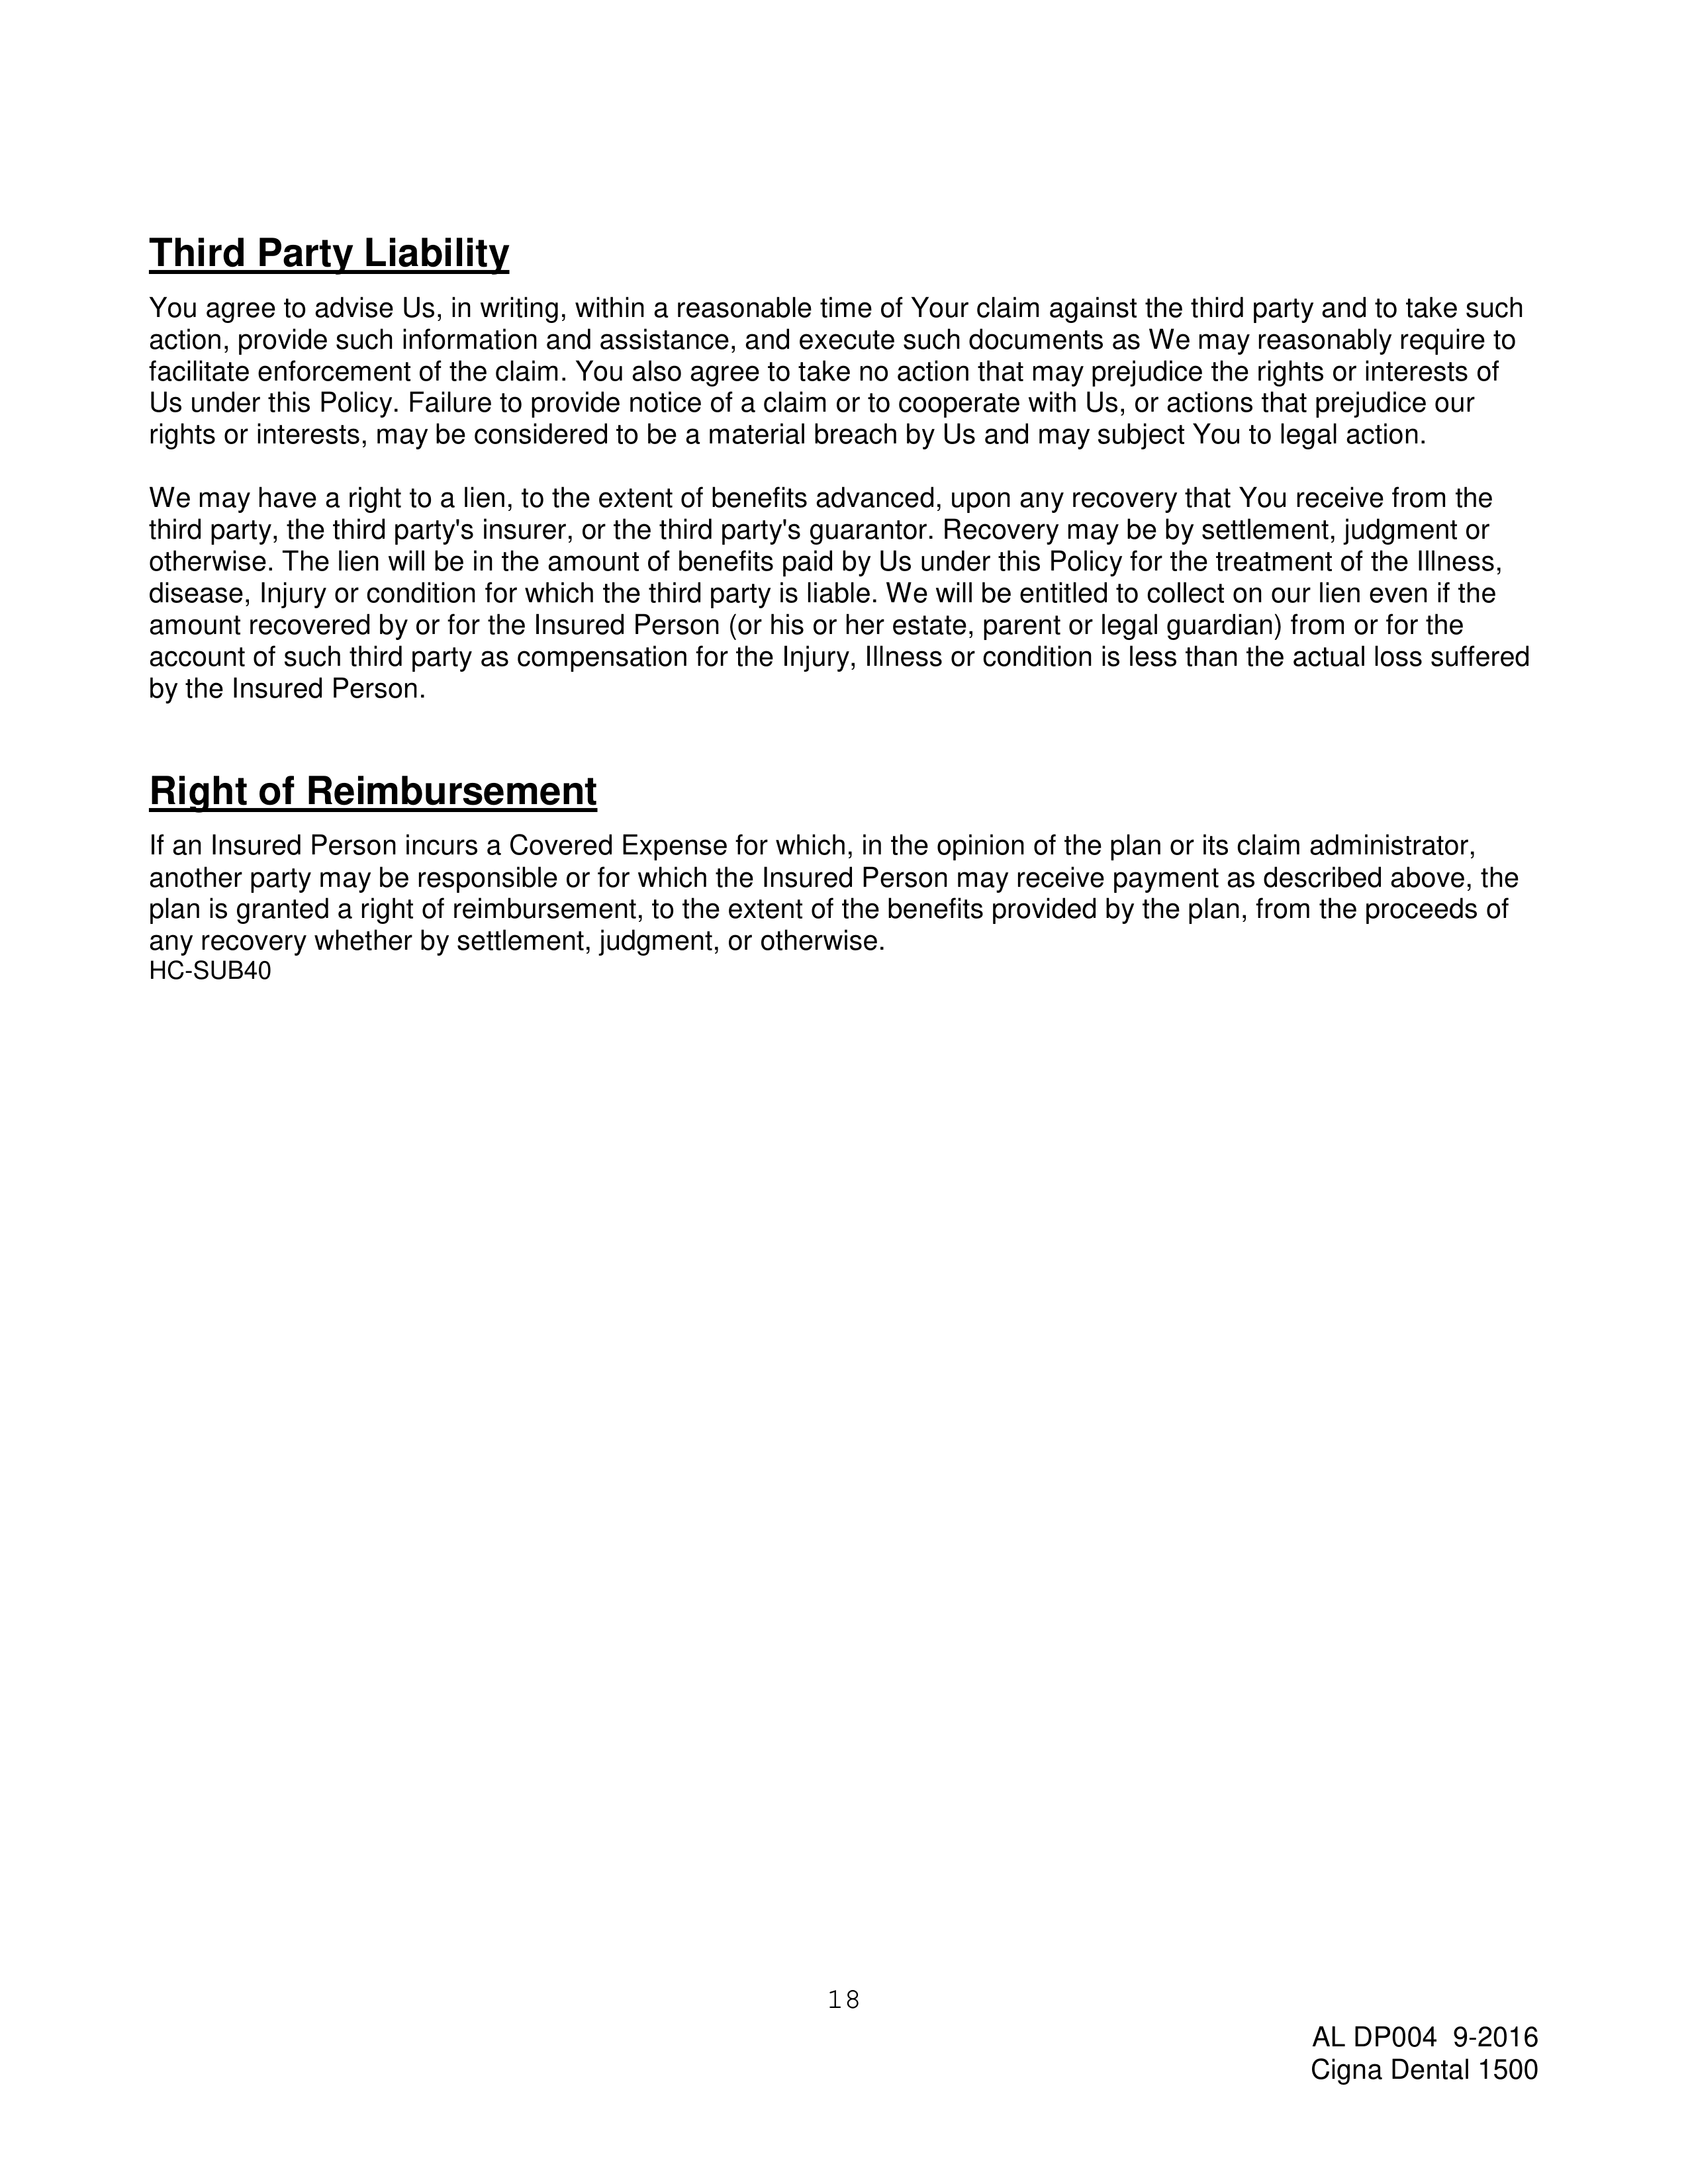 Third Party Liability
You agree to advise Us, in writing, within a reasonable time of Your claim against the third party and to take such
action, provide such information and assistance, and execute such documents as We may reasonably require to
facilitate enforcement of the claim. You also agree to take no action that may prejudice the rights or interests of
Us under this Policy. Failure to provide notice of a claim or to cooperate with Us, or actions that prejudice our
rights or interests, may be considered to be a material breach by Us and may subject You to legal action.
We may have a right to a lien, to the extent of benefits advanced, upon any recovery that You receive from the
third party, the third party's insurer, or the third party's guarantor. Recovery may be by settlement, judgment or
otherwise. The lien will be in the amount of benefits paid by Us under this Policy for the treatment of the Illness,
disease, Injury or condition for which the third party is liable. We will be entitled to collect on our lien even if the
amount recovered by or for the Insured Person (or his or her estate, parent or legal guardian) from or for the
account of such third party as compensation for the Injury, Illness or condition is less than the actual loss suffered
by the Insured Person.
Right of Reimbursement
If an Insured Person incurs a Covered Expense for which, in the opinion of the plan or its claim administrator,
another party may be responsible or for which the Insured Person may receive payment as described above, the
plan is granted a right of reimbursement, to the extent of the benefits provided by the plan, from the proceeds of
any recovery whether by settlement, judgment, or otherwise.
HC-SUB40
18
AL DP004  9-2016
Cigna Dental 1500